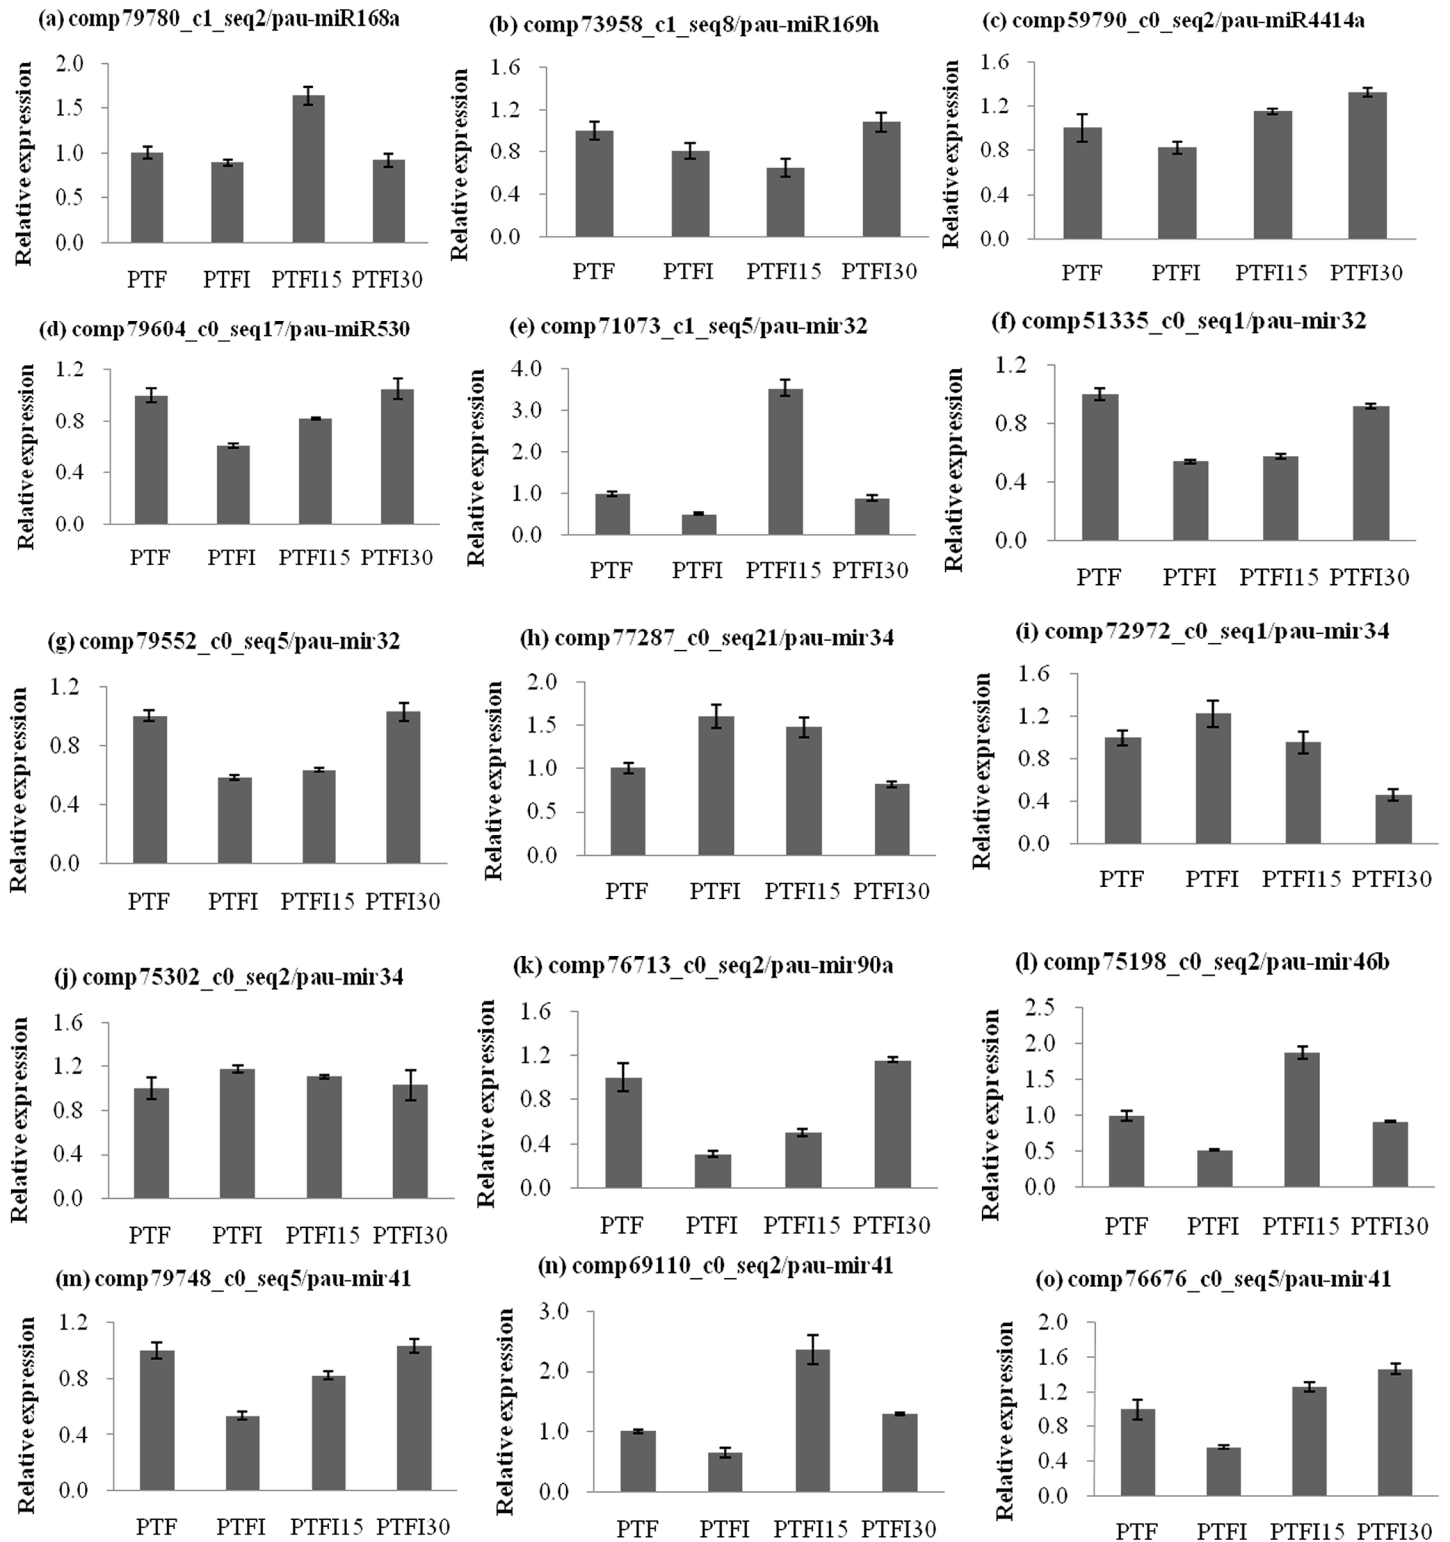 (a) comp79780_c1_seq2/pau-miR168a
Relative expression
2.0
1.5
1.0
0.5
0.0
PTF PTFI PTFI15 PTFI30
(b) comp73958_c1_seq8/pau-miR169h
Relative expression
1.6
1.2
0.8
0.4
0.0
PTF PTFI PTFI15 PTFI30
(c) comp59790_c0_seq2/pau-miR4414a
Relative expression
1.6
1.2
0.8
0.4
0.0
PTF PTFI PTFI15 PTFI30
(d) comp79604_c0_seq17/pau-miR530
Relative expression
1.2
0.8
0.4
0.0
PTF PTFI PTFI15 PTFI30
(e) comp71073_c1_seq5/pau-mir32
Relative expression
4.0
3.0
2.0
1.0
0.0
PTF PTFI PTFI15 PTFI30
(f) comp51335_c0_seq1/pau-mir32
Relative expression
1.2
0.8
0.4
0.0
PTF PTFI PTFI15 PTFI30
(g) comp79552_c0_seq5/pau-mir32
Relative expression
1.2
0.8
0.4
0.0
PTF PTFI PTFI15 PTFI30
(h) comp77287_c0_seq21/pau-mir34
Relative expression
2.0
1.5
1.0
0.5
0.0
PTF PTFI PTFI15 PTFI30
(i) comp72972_c0_seq1/pau-mir34
Relative expression
1.6
1.2
0.8
0.4
0.0
PTF PTFI PTFI15 PTFI30
(j) comp75302_c0_seq2/pau-mir34
Relative expression
1.6
1.2
0.8
0.4
0.0
PTF PTFI PTFI15 PTFI30
(k) comp76713_c0_seq2/pau-mir90a
Relative expression
1.6
1.2
0.8
0.4
0.0
PTF PTFI PTFI15 PTFI30
(l) comp75198_c0_seq2/pau-mir46b
Relative expression
2.5
2.0
1.5
1.0
0.5
0.0
PTF PTFI PTFI15 PTFI30
(m) comp79748_c0_seq5/pau-mir41
Relative expression
1.2
0.8
0.4
0.0
PTF PTFI PTFI15 PTFI30
(n) comp69110_c0_seq2/pau-mir41
Relative expression
3.0
2.0
1.0
0.0
PTF PTFI PTFI15 PTFI30
(o) comp76676_c0_seq5/pau-mir41
Relative expression
2.0
1.6
1.2
0.8
0.4
0.0
PTF PTFI PTFI15 PTFI30